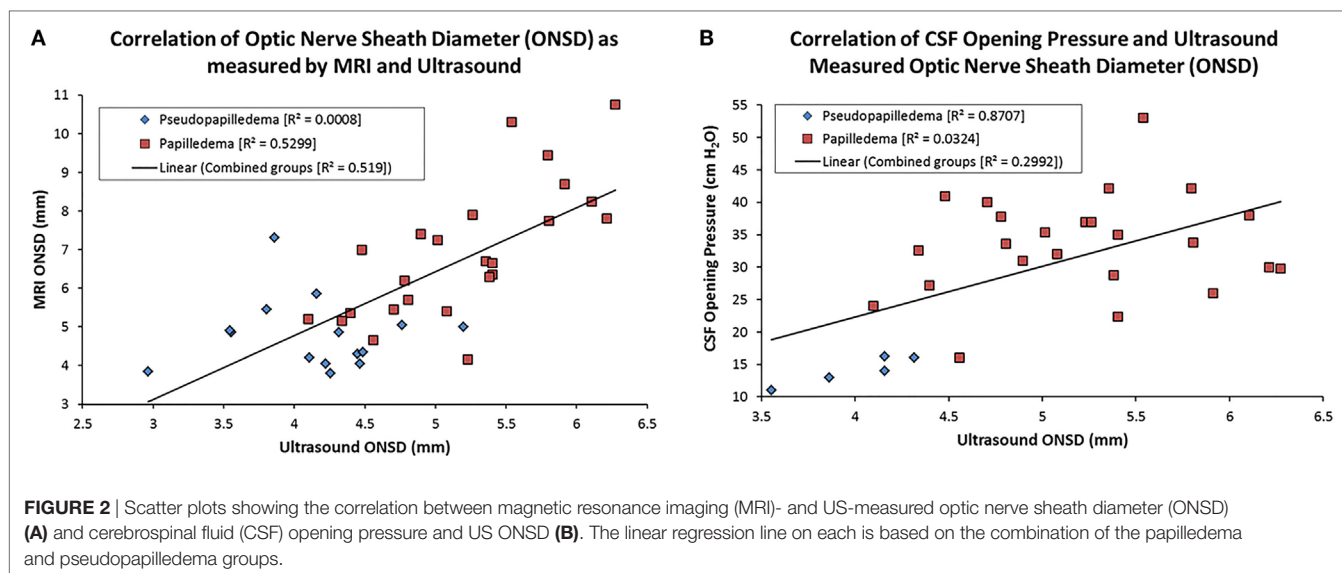 A
Correlation of Optic Nerve Sheath Diameter (ONSD) as
measured by MRI and Ultrasound
MRI ONSD (mm)
11
10
9
8
7
6
5
4
3
Pseudopapilledema [R² = 0.0008]
Papilledema [R² = 0.5299]
Linear (Combined groups [R² = 0.519])
2.5 3 3.5 4 4.5 5 5.5 6 6.5
Ultrasound ONSD (mm)
B
Correlation of CSF Opening Pressure and Ultrasound
Measured Optic Nerve Sheath Diameter (ONSD)
CSF Opening Pressure (cm H₂O)
55
50
45
40
35
30
25
20
15
10
Pseudopapilledema [R² = 0.8707]
Papilledema [R² = 0.0324]
Linear (Combined groups [R² = 0.2992])
3.5 4 4.5 5 5.5 6 6.5
Ultrasound ONSD (mm)
FIGURE 2 | Scatter plots showing the correlation between magnetic resonance imaging (MRI)- and US-measured optic nerve sheath diameter (ONSD)
(A) and cerebrospinal fluid (CSF) opening pressure and US ONSD (B). The linear regression line on each is based on the combination of the papilledema
and pseudopapilledema groups.